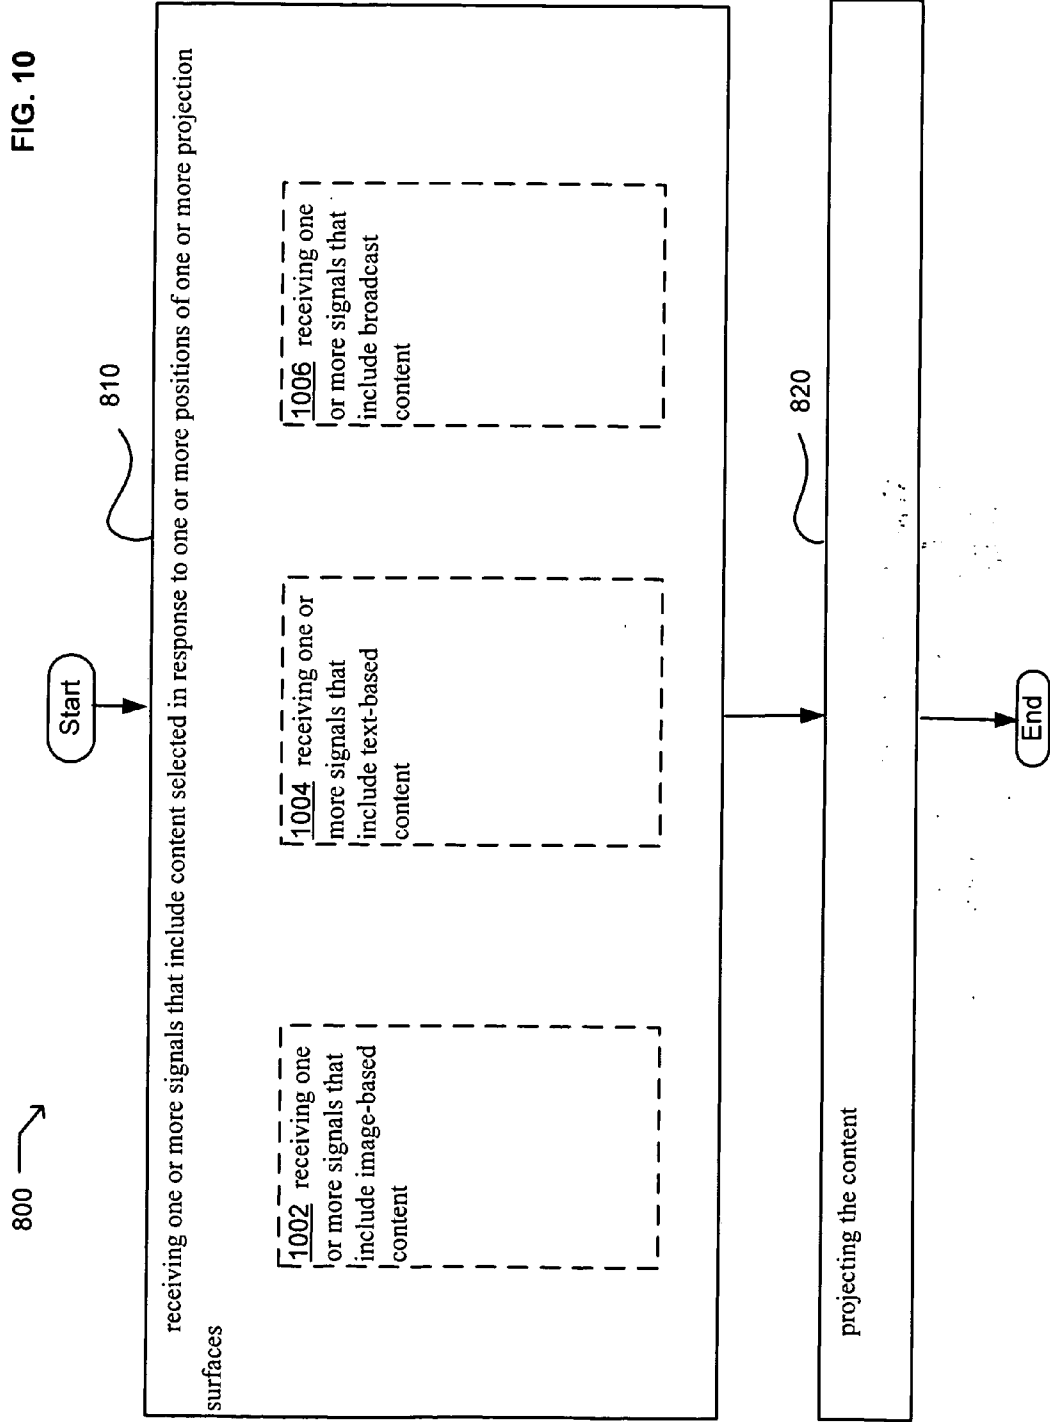 FIG. 10
800
Start
810
receiving one or more signals that include content selected in response to one or more positions of one or more projection
surfaces
1002 receiving one
or more signals that
include image-based
content
1004 receiving one or
more signals that
include text-based
content
1006 receiving one
or more signals that
include broadcast
content
820
projecting the content
End